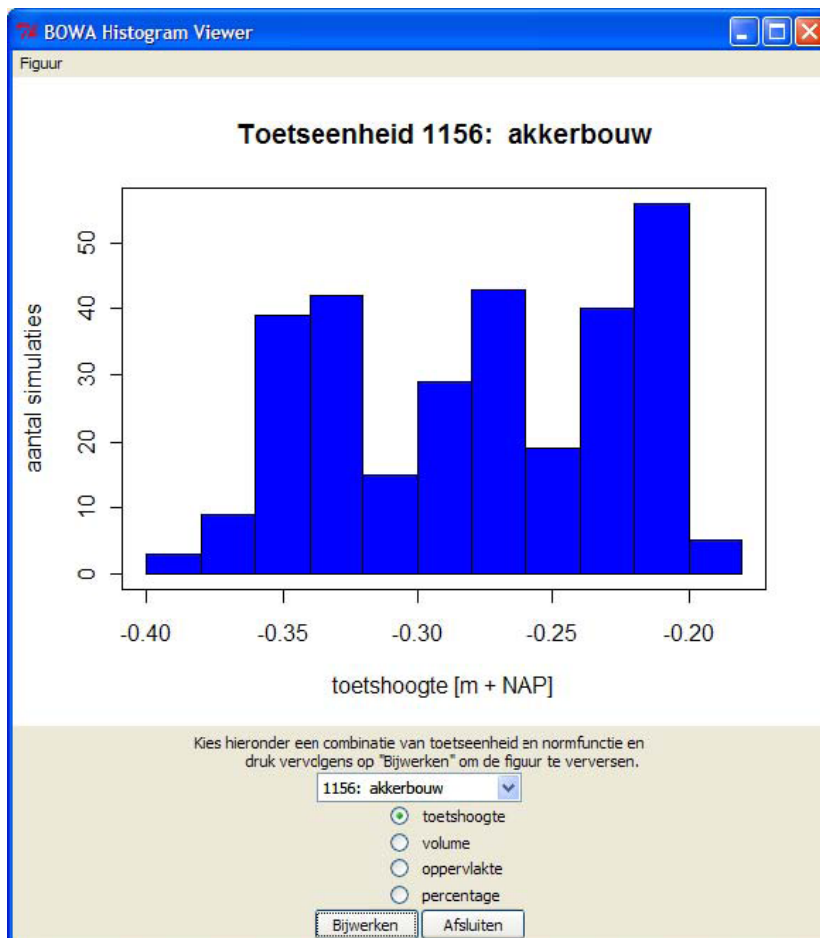 BOWA Histogram Viewer
Figuur
Toetseenheid 1156: akkerbouw
aantal simulaties
50
40
30
20
10
0
-0.40 -0.35 -0.30 -0.25 -0.20
toetshoogte [m + NAP]
Kies hieronder een combinatie van toetseenheid en normfunctie en
druk vervolgens op "Bijwerken" om de figuur te verversen.
1156: akkerbouw
toetshoogte
volume
oppervlakte
percentage
Bijwerken Afsluiten